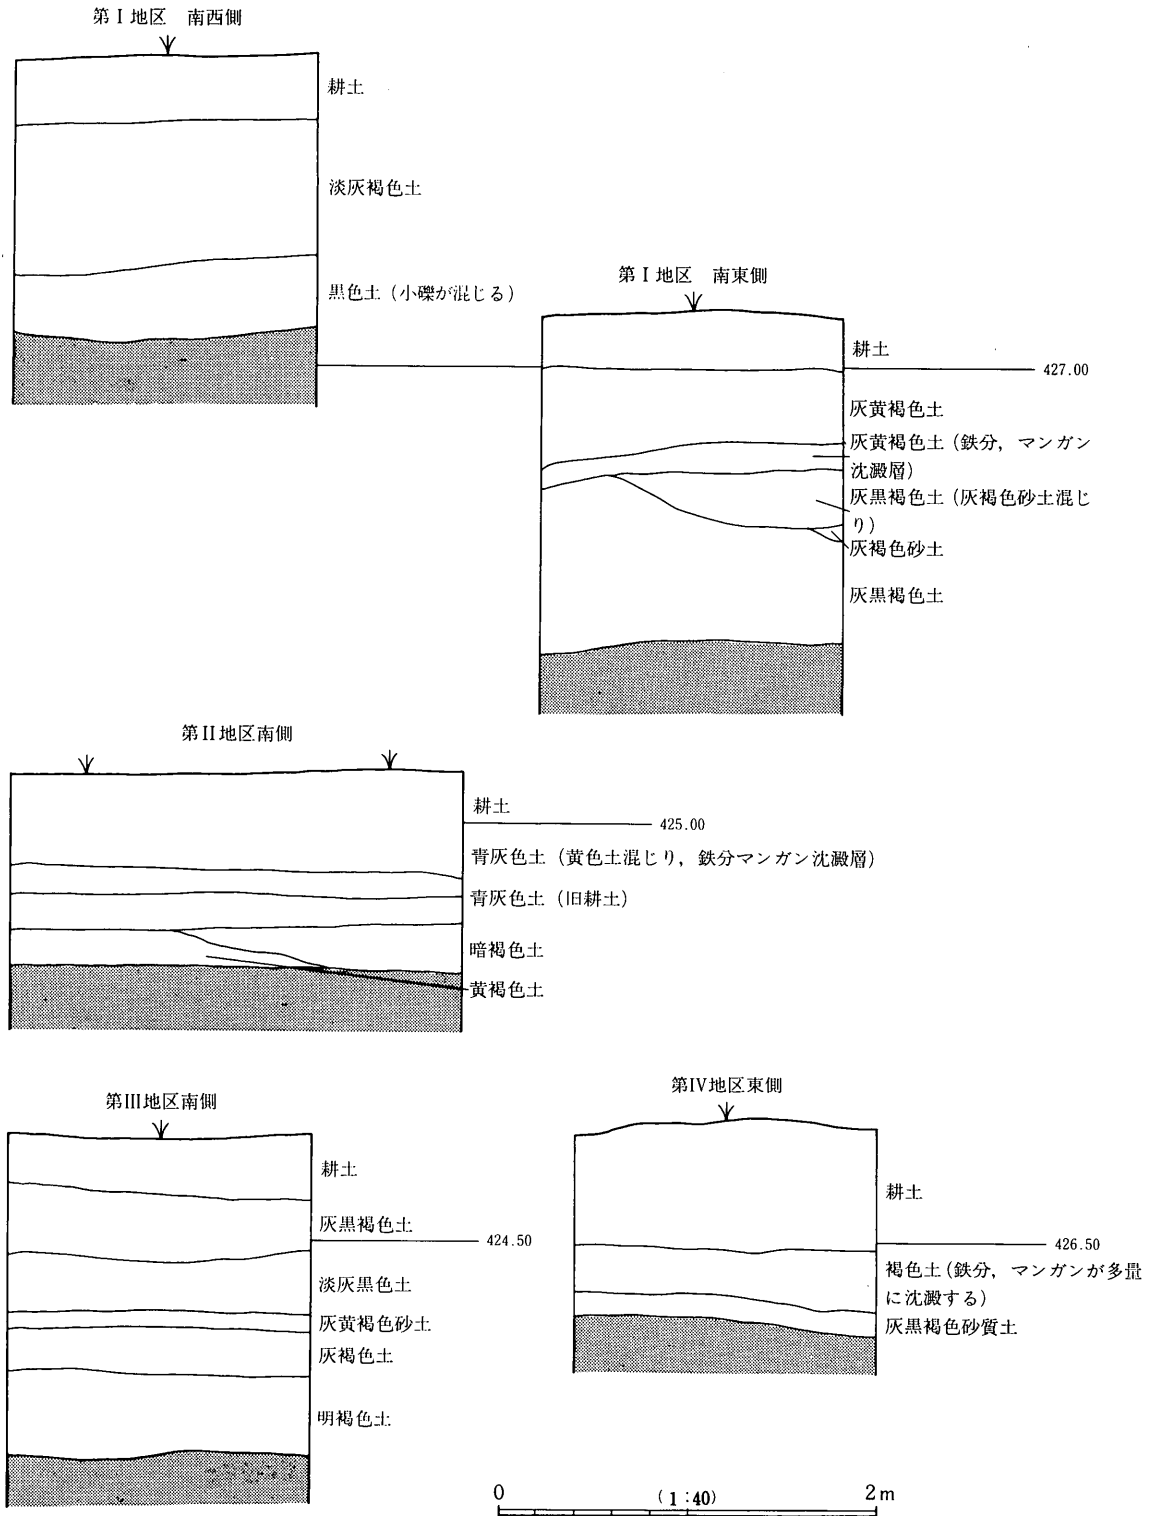 第Ⅰ地区 南西側
耕土
淡灰褐色土
黒色土（小礫が混じる）
第Ⅰ地区 南東側
耕土
427.00
灰黄褐色土
灰黄褐色土（鉄分，マンガン
沈澱層）
灰黒褐色土（灰褐色砂土混じ
り）
灰褐色砂土
灰黒褐色土
第II地区南側
耕土
425.00
青灰色土（黄色土混じり，鉄分マンガン沈澱層）
青灰色土（旧耕土）
暗褐色土
黄褐色土
第III地区南側
耕土
灰黒褐色土
424.50
淡灰黒色土
灰黄褐色砂土
灰褐色土
明褐色土
第IV地区東側
耕土
426.50
褐色土（鉄分，マンガンが多量
に沈澱する）
灰黒褐色砂質土
0 （1:40） 2m